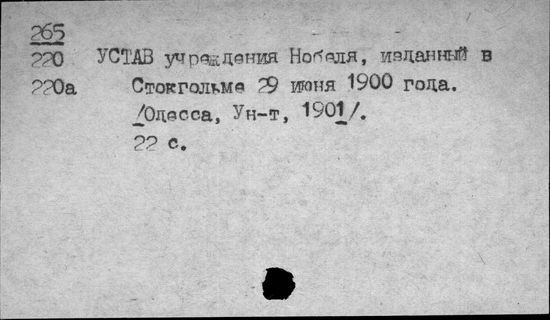 265
220 УСТАВ учреждения Нобеля, изданный в
220а Стокгольме 29 июня 1900 года.
/Одесса, Ун-т, 1901/.
22 с.